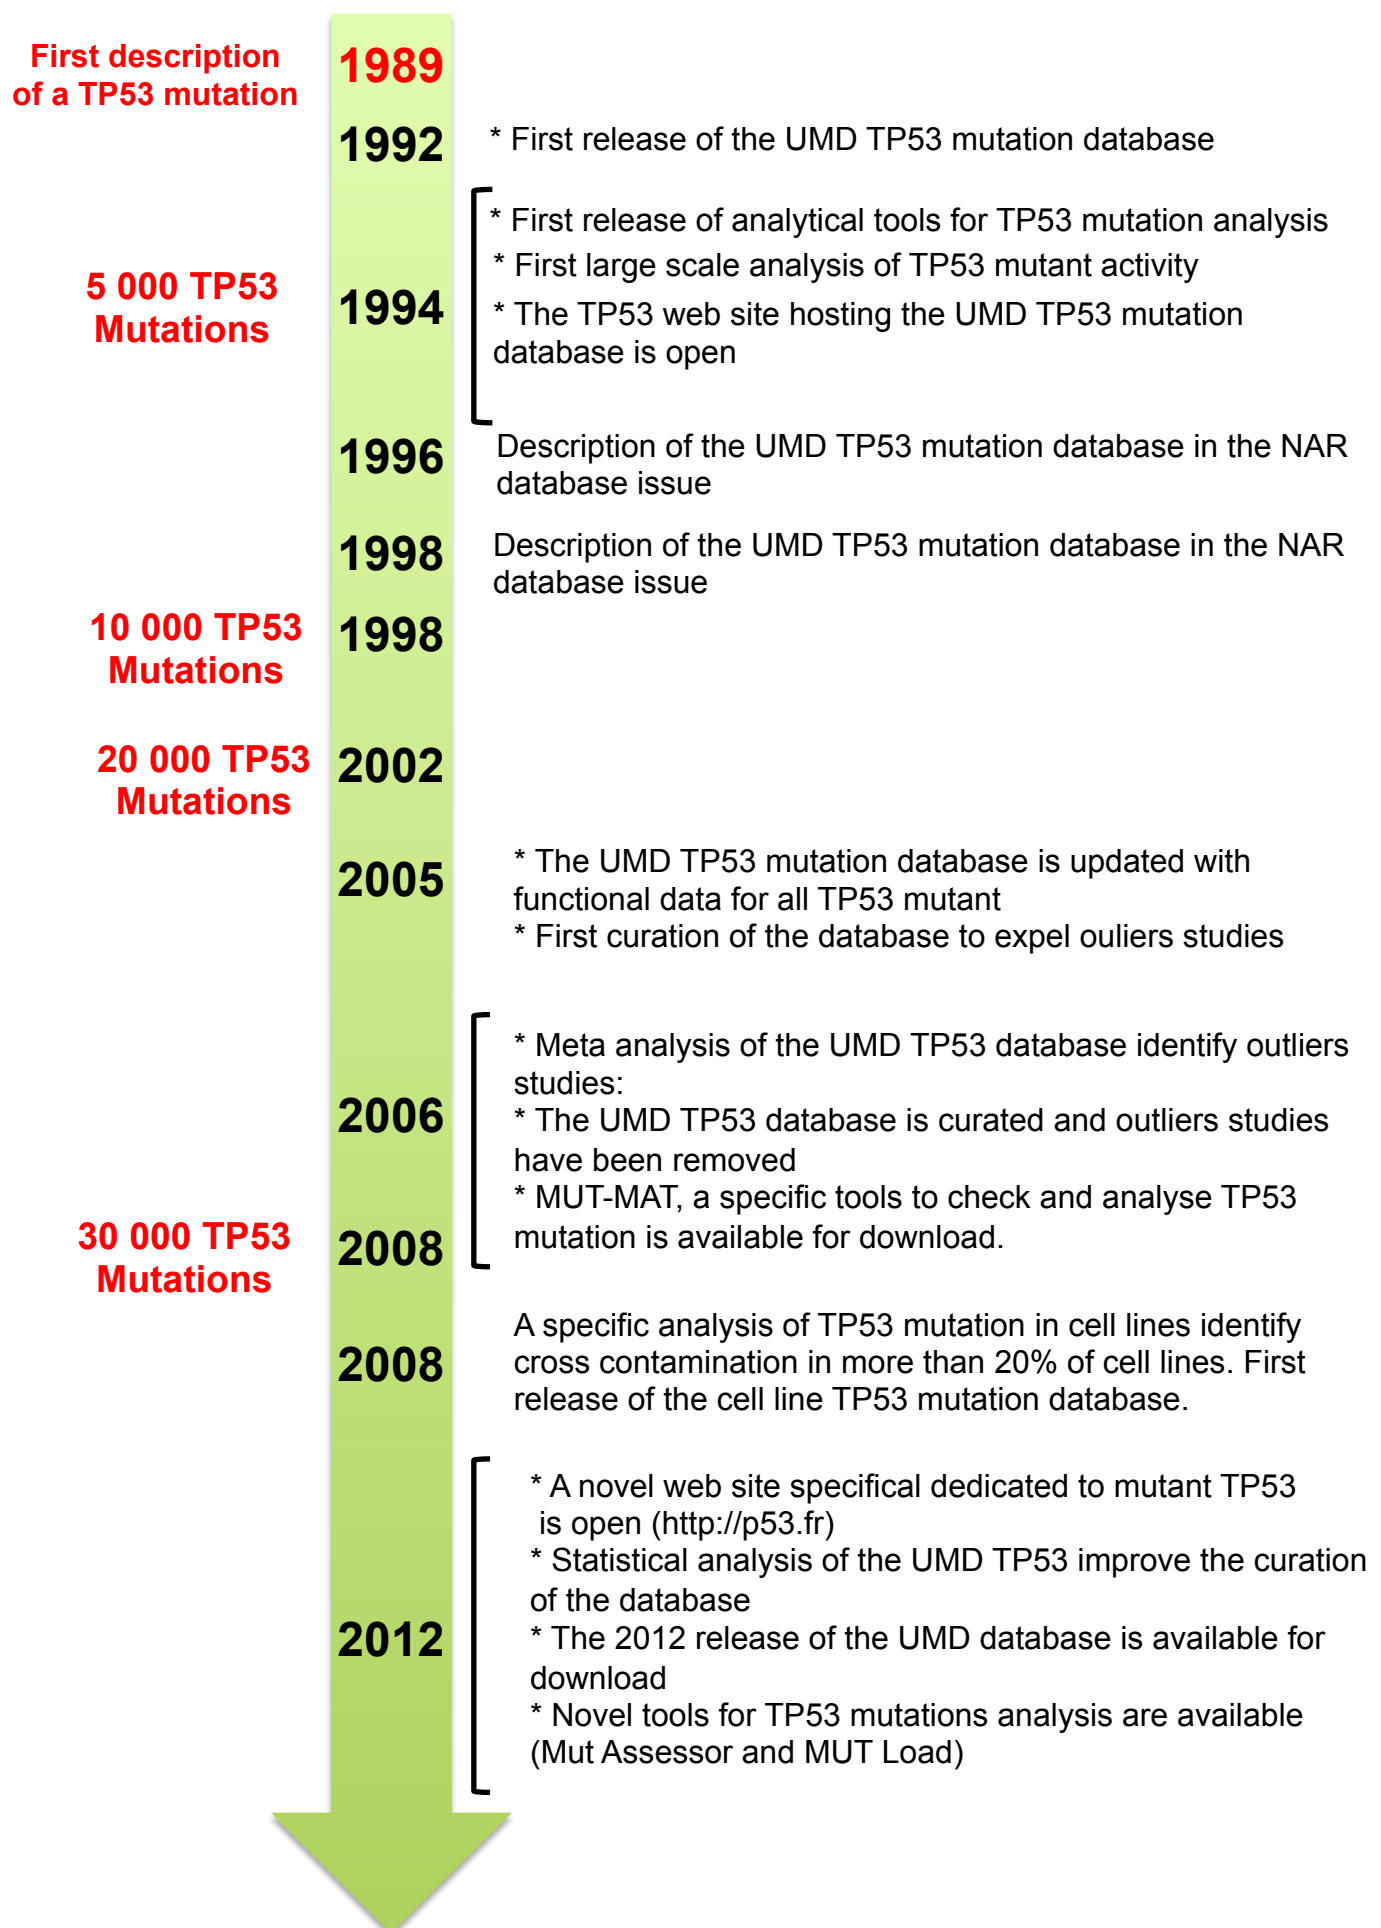 First description
of a TP53 mutation
1989
1992
* First release of the UMD TP53 mutation database
5 000 TP53
Mutations
1994
* First release of analytical tools for TP53 mutation analysis
* First large scale analysis of TP53 mutant activity
* The TP53 web site hosting the UMD TP53 mutation
database is open
1996
Description of the UMD TP53 mutation database in the NAR
database issue
1998
Description of the UMD TP53 mutation database in the NAR
database issue
10 000 TP53
Mutations
1998
20 000 TP53
Mutations
2002
2005
* The UMD TP53 mutation database is updated with
functional data for all TP53 mutant
* First curation of the database to expel ouliers studies
2006
* Meta analysis of the UMD TP53 database identify outliers
studies:
* The UMD TP53 database is curated and outliers studies
have been removed
* MUT-MAT, a specific tools to check and analyse TP53
mutation is available for download.
30 000 TP53
Mutations
2008
2008
A specific analysis of TP53 mutation in cell lines identify
cross contamination in more than 20% of cell lines. First
release of the cell line TP53 mutation database.
2012
* A novel web site specifical dedicated to mutant TP53
is open (http://p53.fr)
* Statistical analysis of the UMD TP53 improve the curation
of the database
* The 2012 release of the UMD database is available for
download
* Novel tools for TP53 mutations analysis are available
(Mut Assessor and MUT Load)